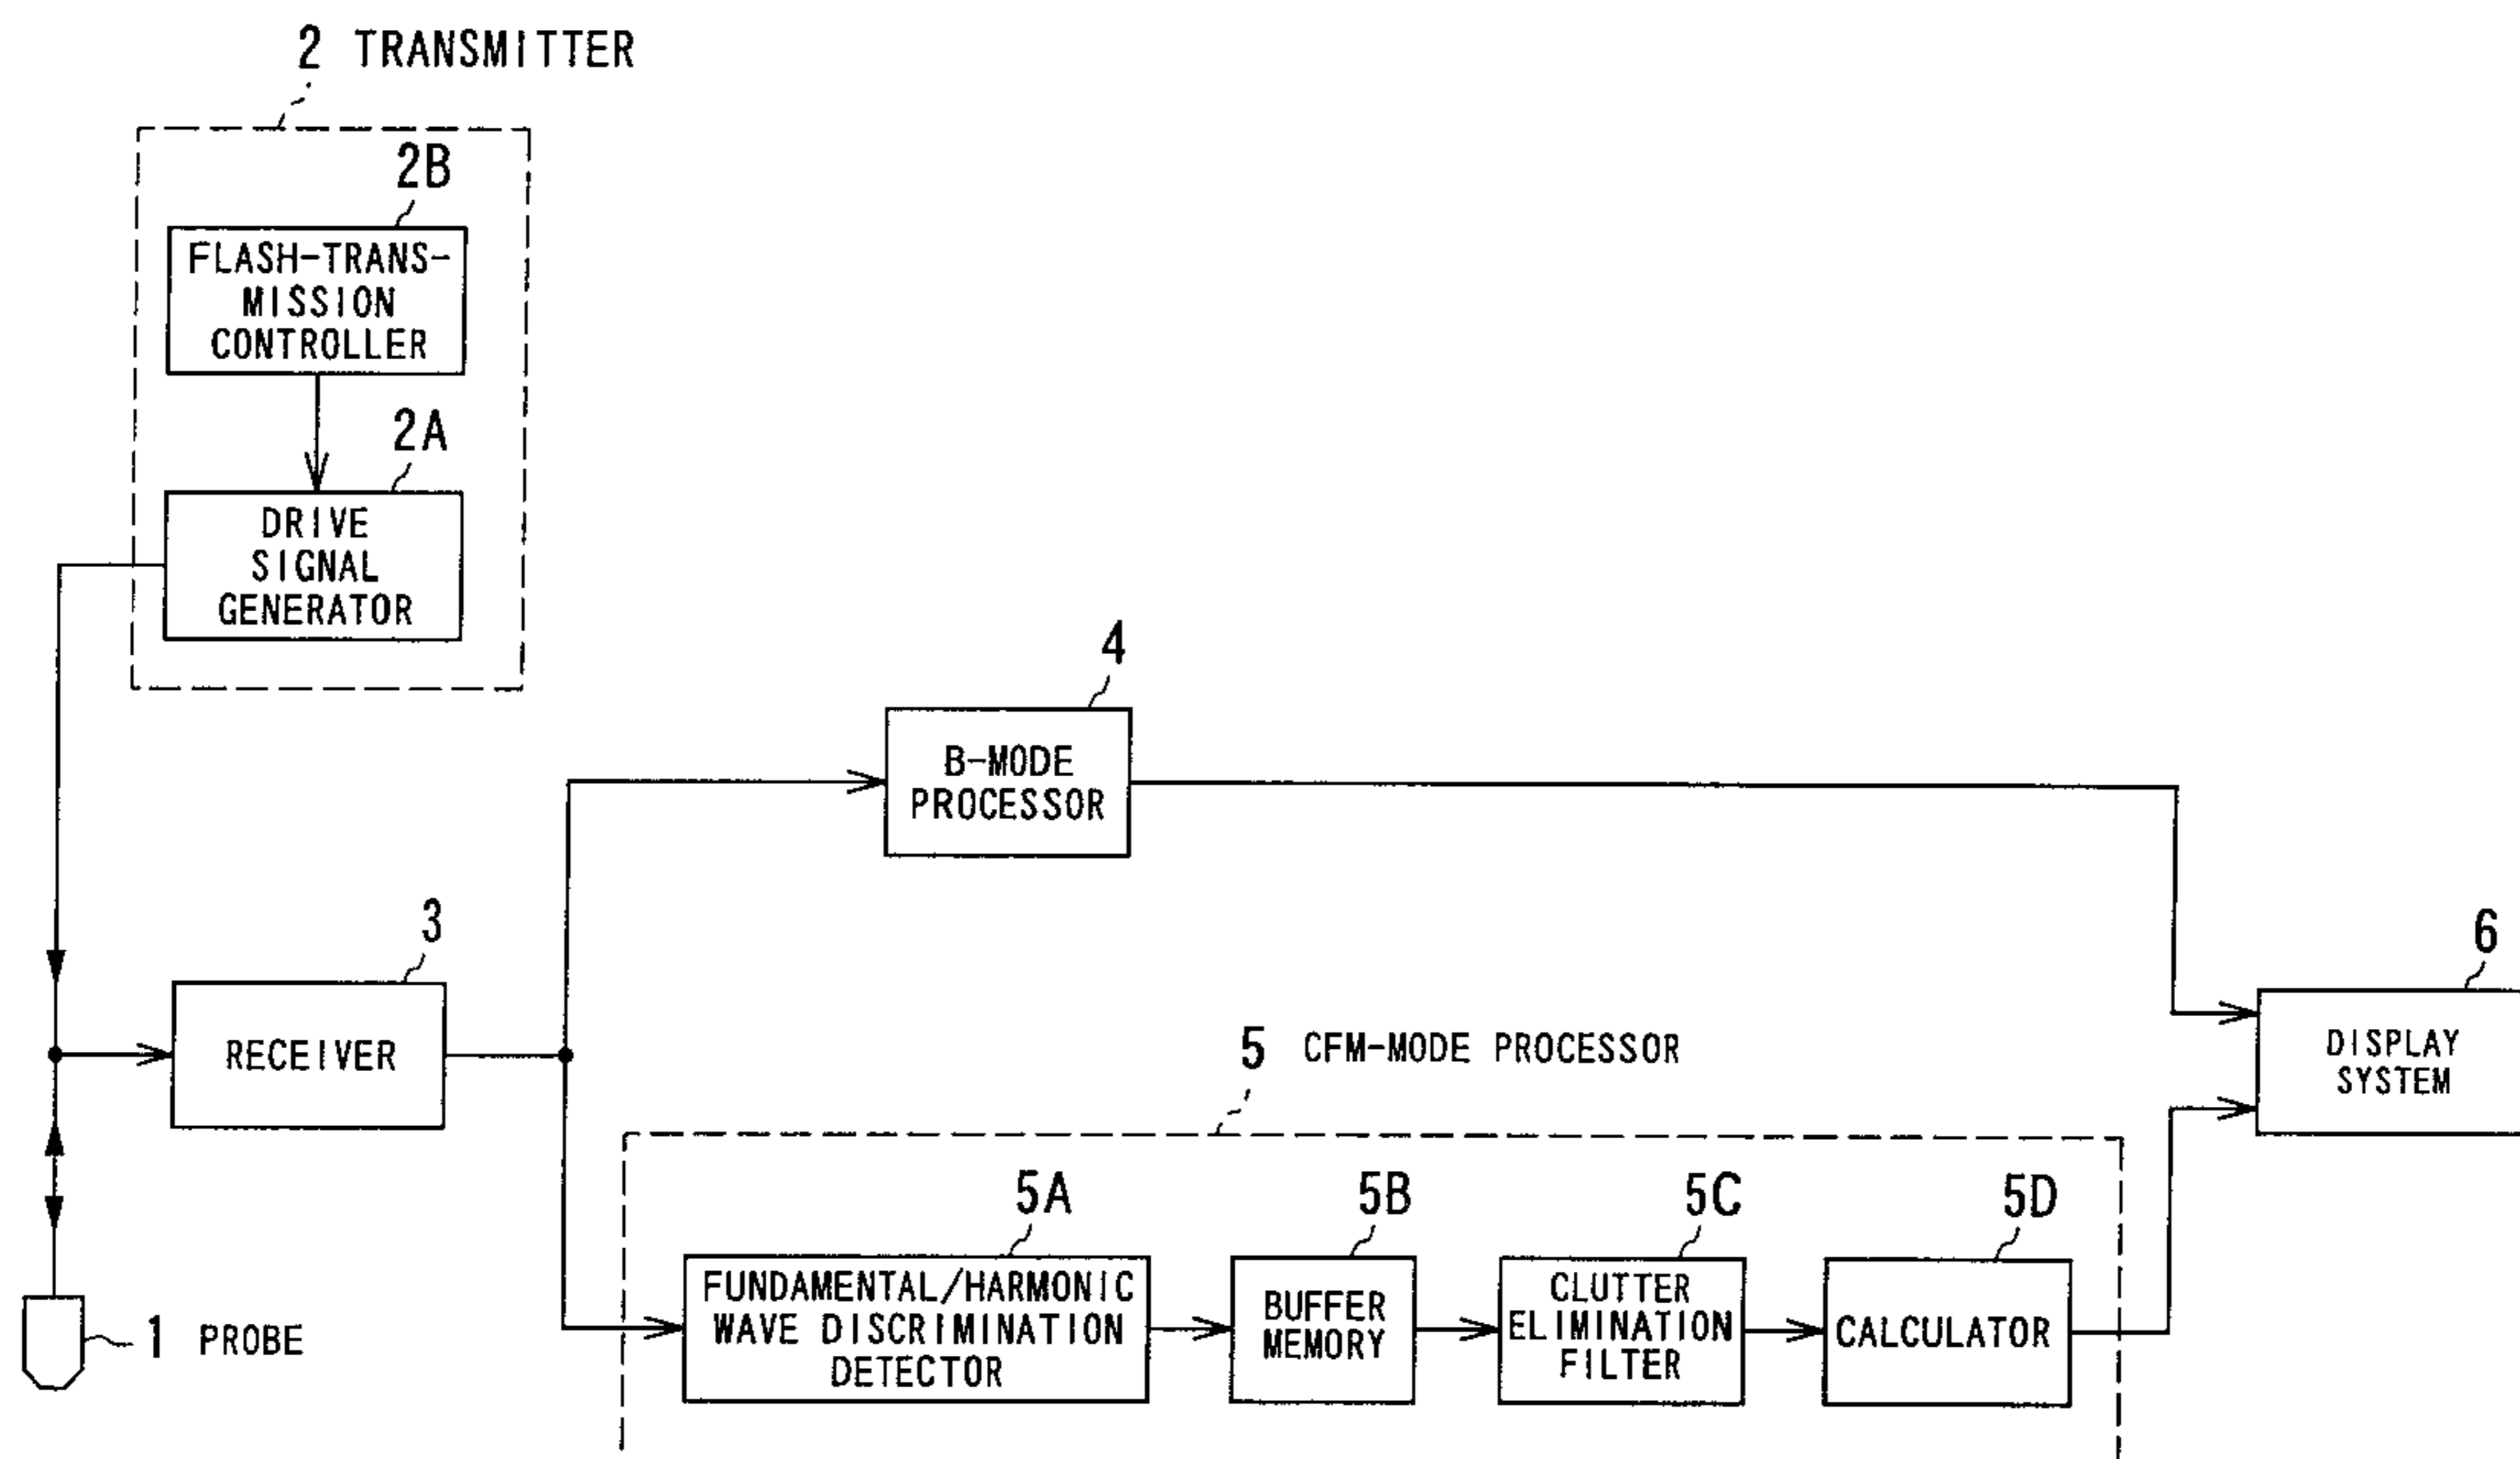 2 TRANSMITTER
2B
FLASH-TRANS-
MISSION
CONTROLLER
2A
DRIVE
SIGNAL
GENERATOR
4
B-MODE
PROCESSOR
3
RECEIVER
6
DISPLAY
SYSTEM
5 CFM-MODE PROCESSOR
5A
FUNDAMENTAL/HARMONIC
WAVE DISCRIMINATION
DETECTOR
5B
BUFFER
MEMORY
5C
CLUTTER
ELIMINATION
FILTER
5D
CALCULATOR
1 PROBE